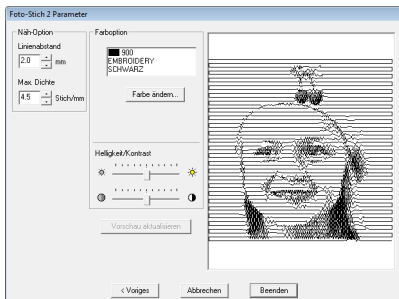 Foto-Stich 2 Parameter
Näh-Option
Linienabstand
2.0 mm
Max. Dichte
4.5 Stich/mm
Farboption
900
EMBROIDERY
SCHWARZ
Farbe ändern...
Helligkeit/Kontrast
Vorschau aktualisieren
< Voriges
Abbrechen
Beenden